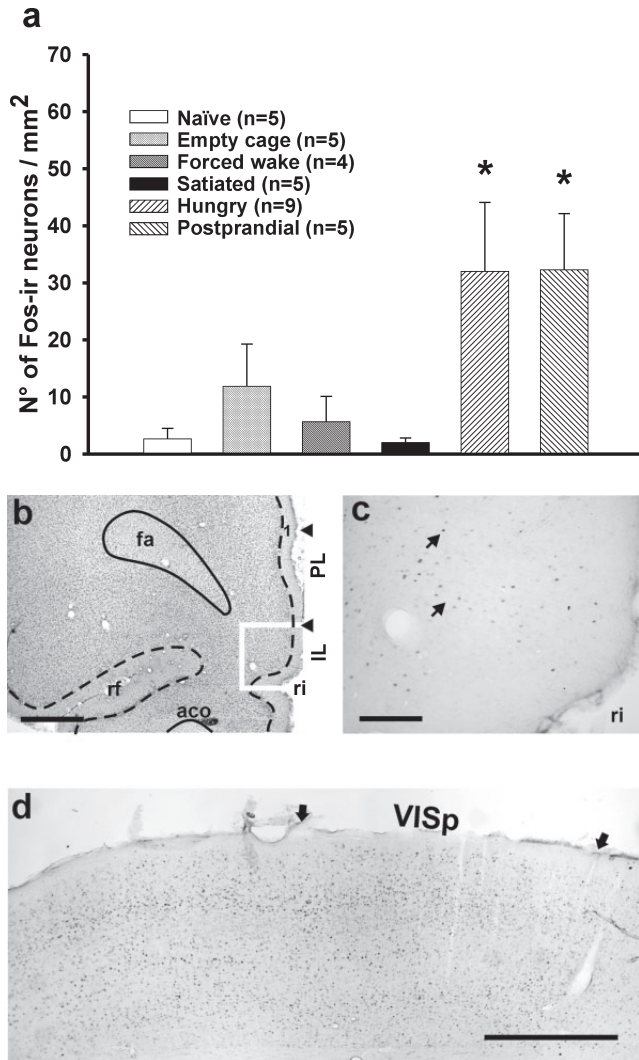 a
N° of Fos-ir neurons / mm²
70
60
50
40
30
20
10
0
Naïve (n=5)
Empty cage (n=5)
Forced wake (n=4)
Satiated (n=5)
Hungry (n=9)
Postprandial (n=5)
*
*
b
fa
1
PL
IL
rf
ri
aco
c
ri
d
VISp